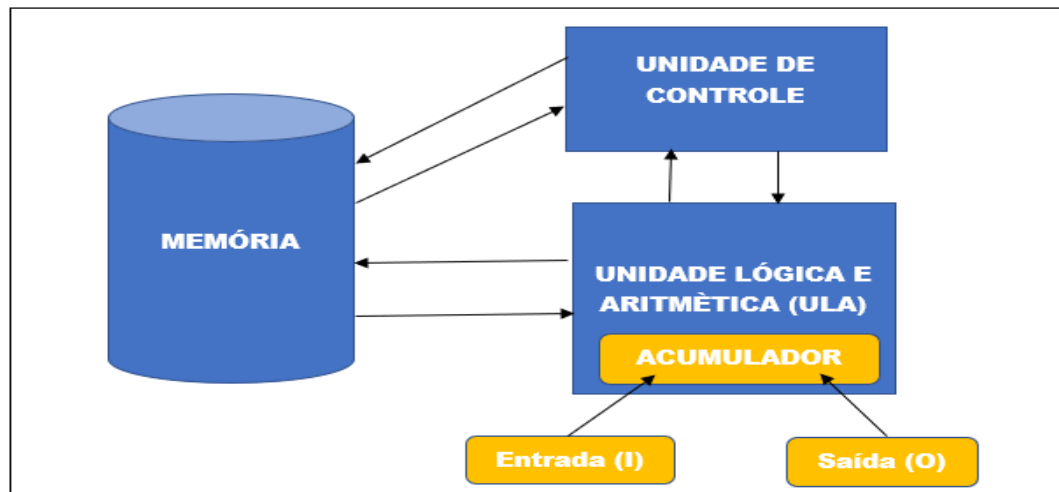 UNIDADE DE
CONTROLE
MEMÓRIA
UNIDADE LÓGICA E
ARITMÈTICA (ULA)
ACUMULADOR
Entrada (I)
Saída (O)